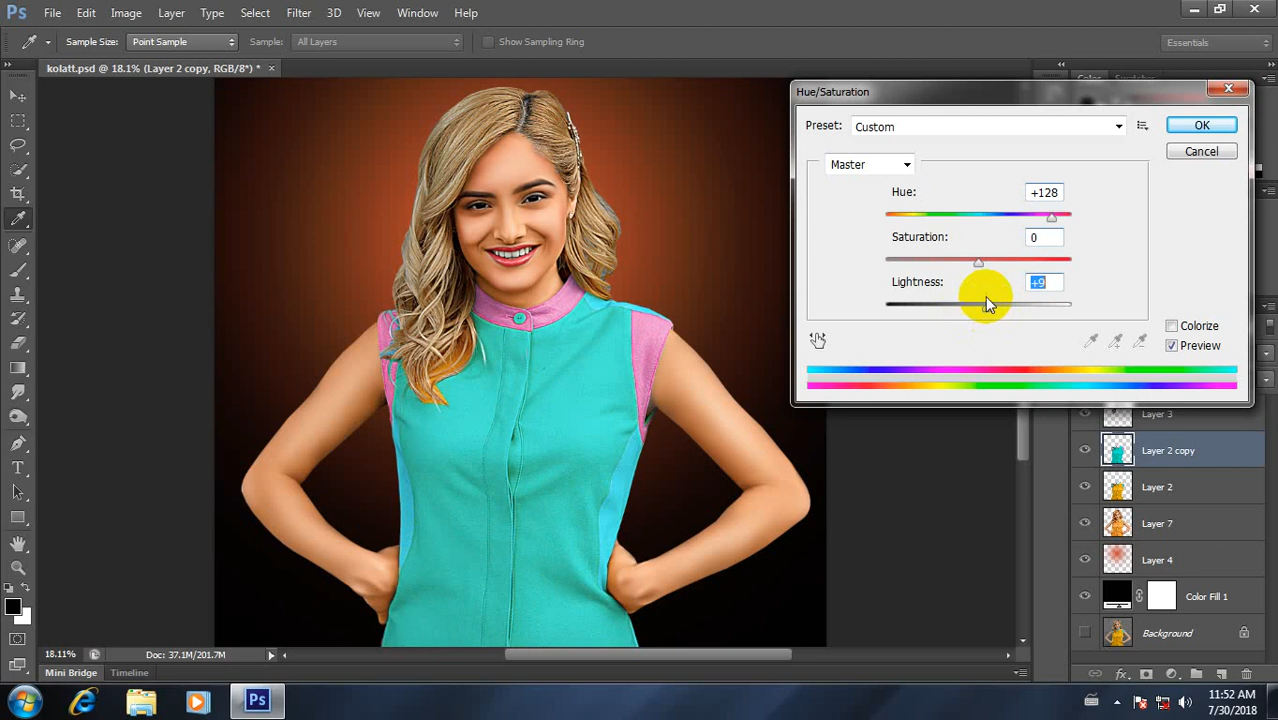 Ps File Edit Image Layer Type Select Filter 3D View Window Help
Sample Size: Point Sample Sample: All Layers Show Sampling Ring Essentials
kolatt.psd @ 18.1% (Layer 2 copy, RGB/8*) * ×
Color Swatches
Hue/Saturation
Preset: Custom
OK
Cancel
Master
Hue: +128
Saturation: 0
Lightness: +9
Colorize
Preview
Layer 3
Layer 2 copy
Layer 2
Layer 7
Layer 4
Color Fill 1
Background
18.11% Doc: 37.1M/201.7M
Mini Bridge Timeline
Ps
11:52 AM
7/30/2018